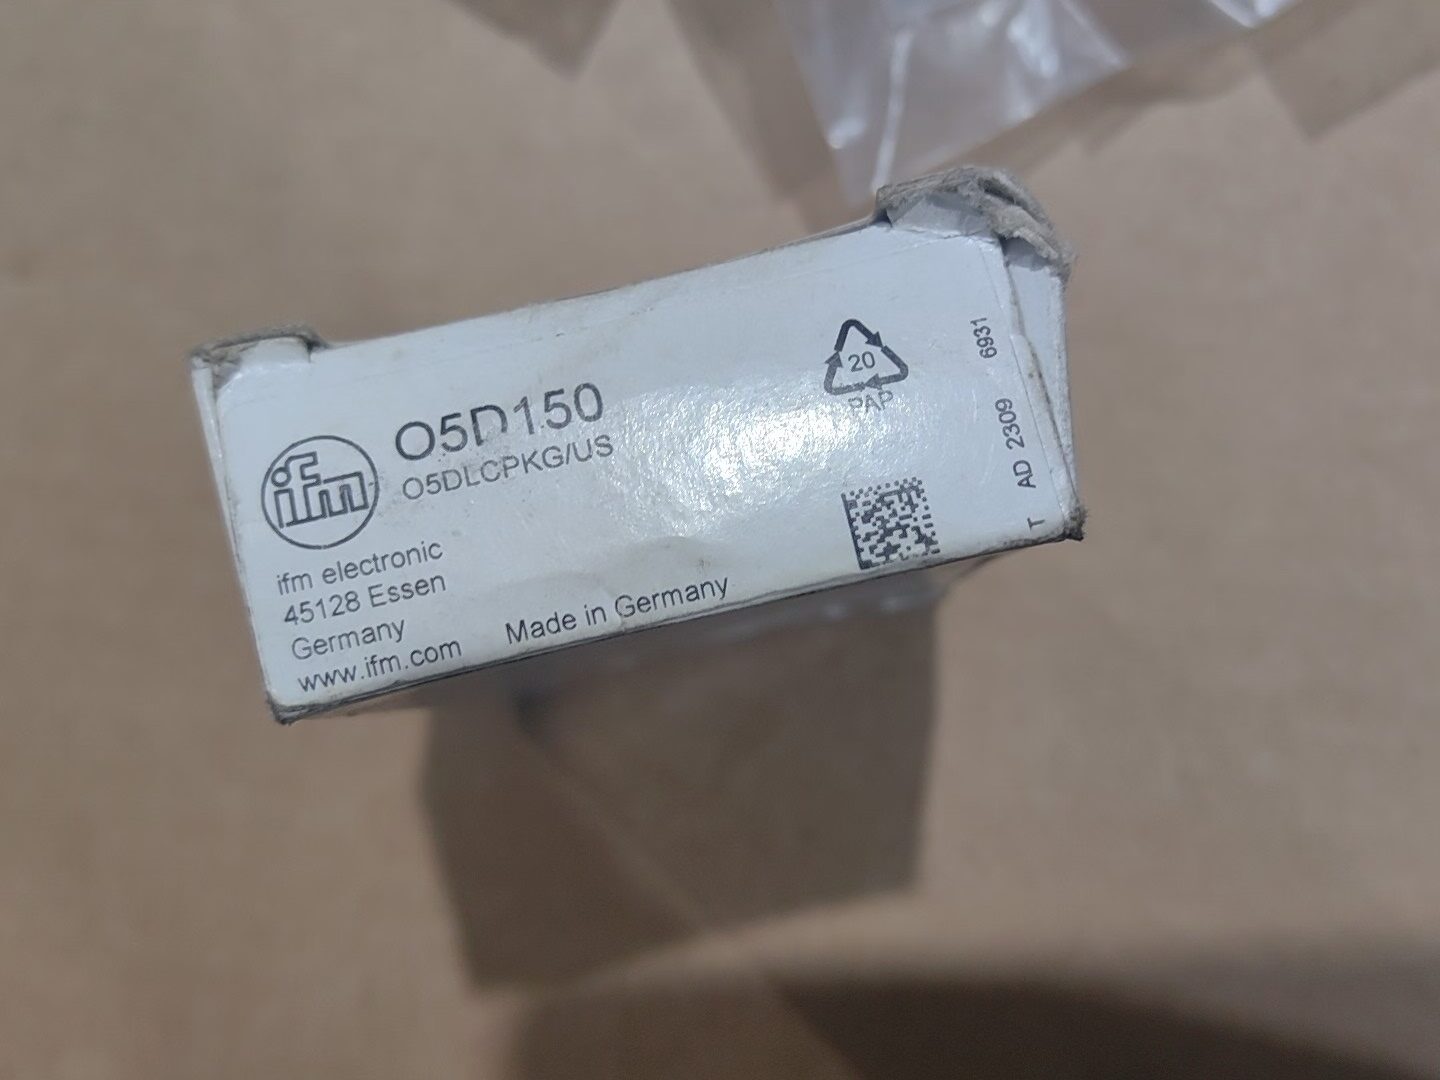 ifm
O5D150
O5DLCPKG/US
ifm electronic
45128 Essen
Germany
www.ifm.com
Made in Germany
20
PAP
T AD 2309 6931